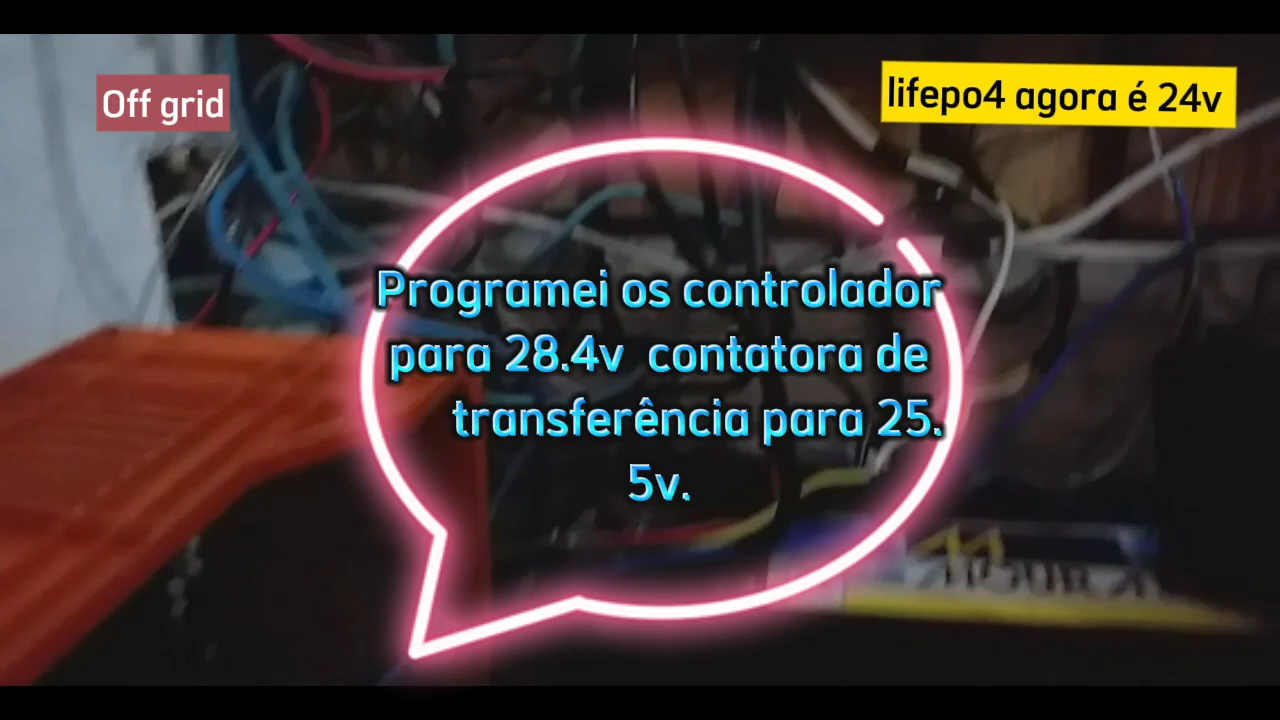 Off grid
lifepo4 agora é 24v
Programei os controlador
para 28.4v contatora de
transferência para 25.
5v.